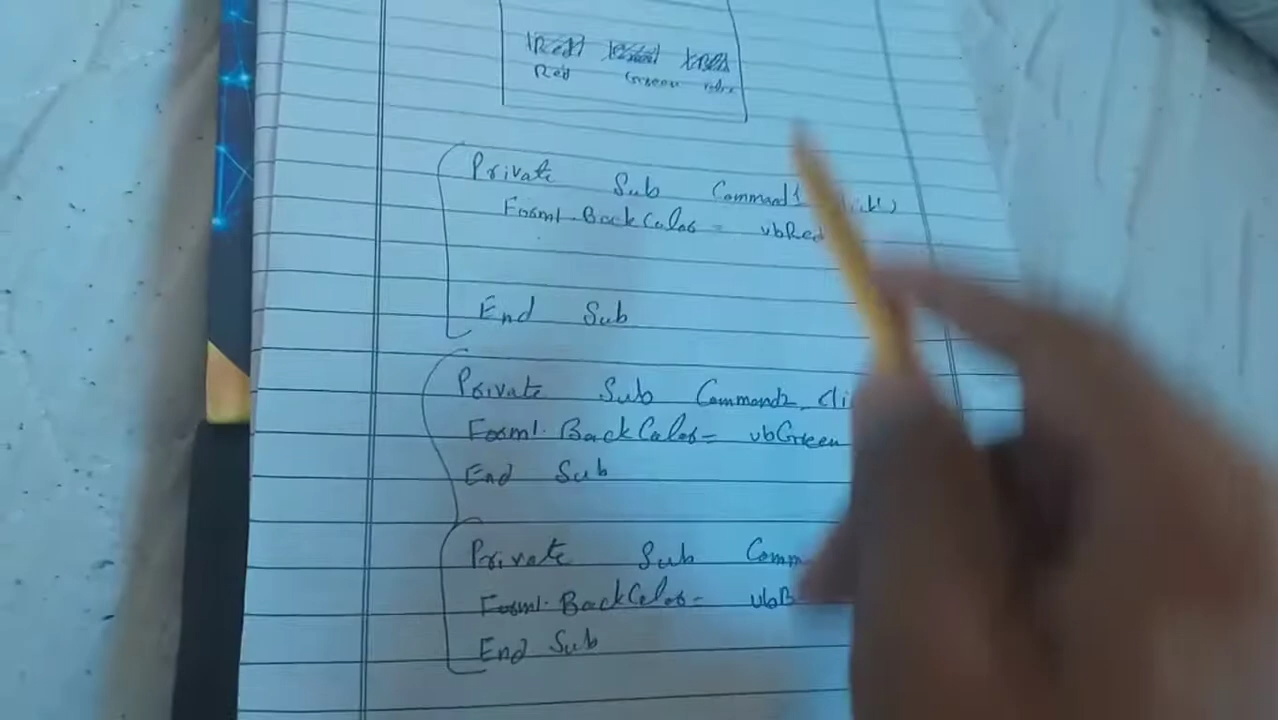 Red Green
Private Sub Command1
Form1.BackColor = vbRed
End Sub
Private Sub Command2_Cli
Form1.BackColor = vbGreen
End Sub
Private Sub Comm
Form1.BackColor = vbB
End Sub